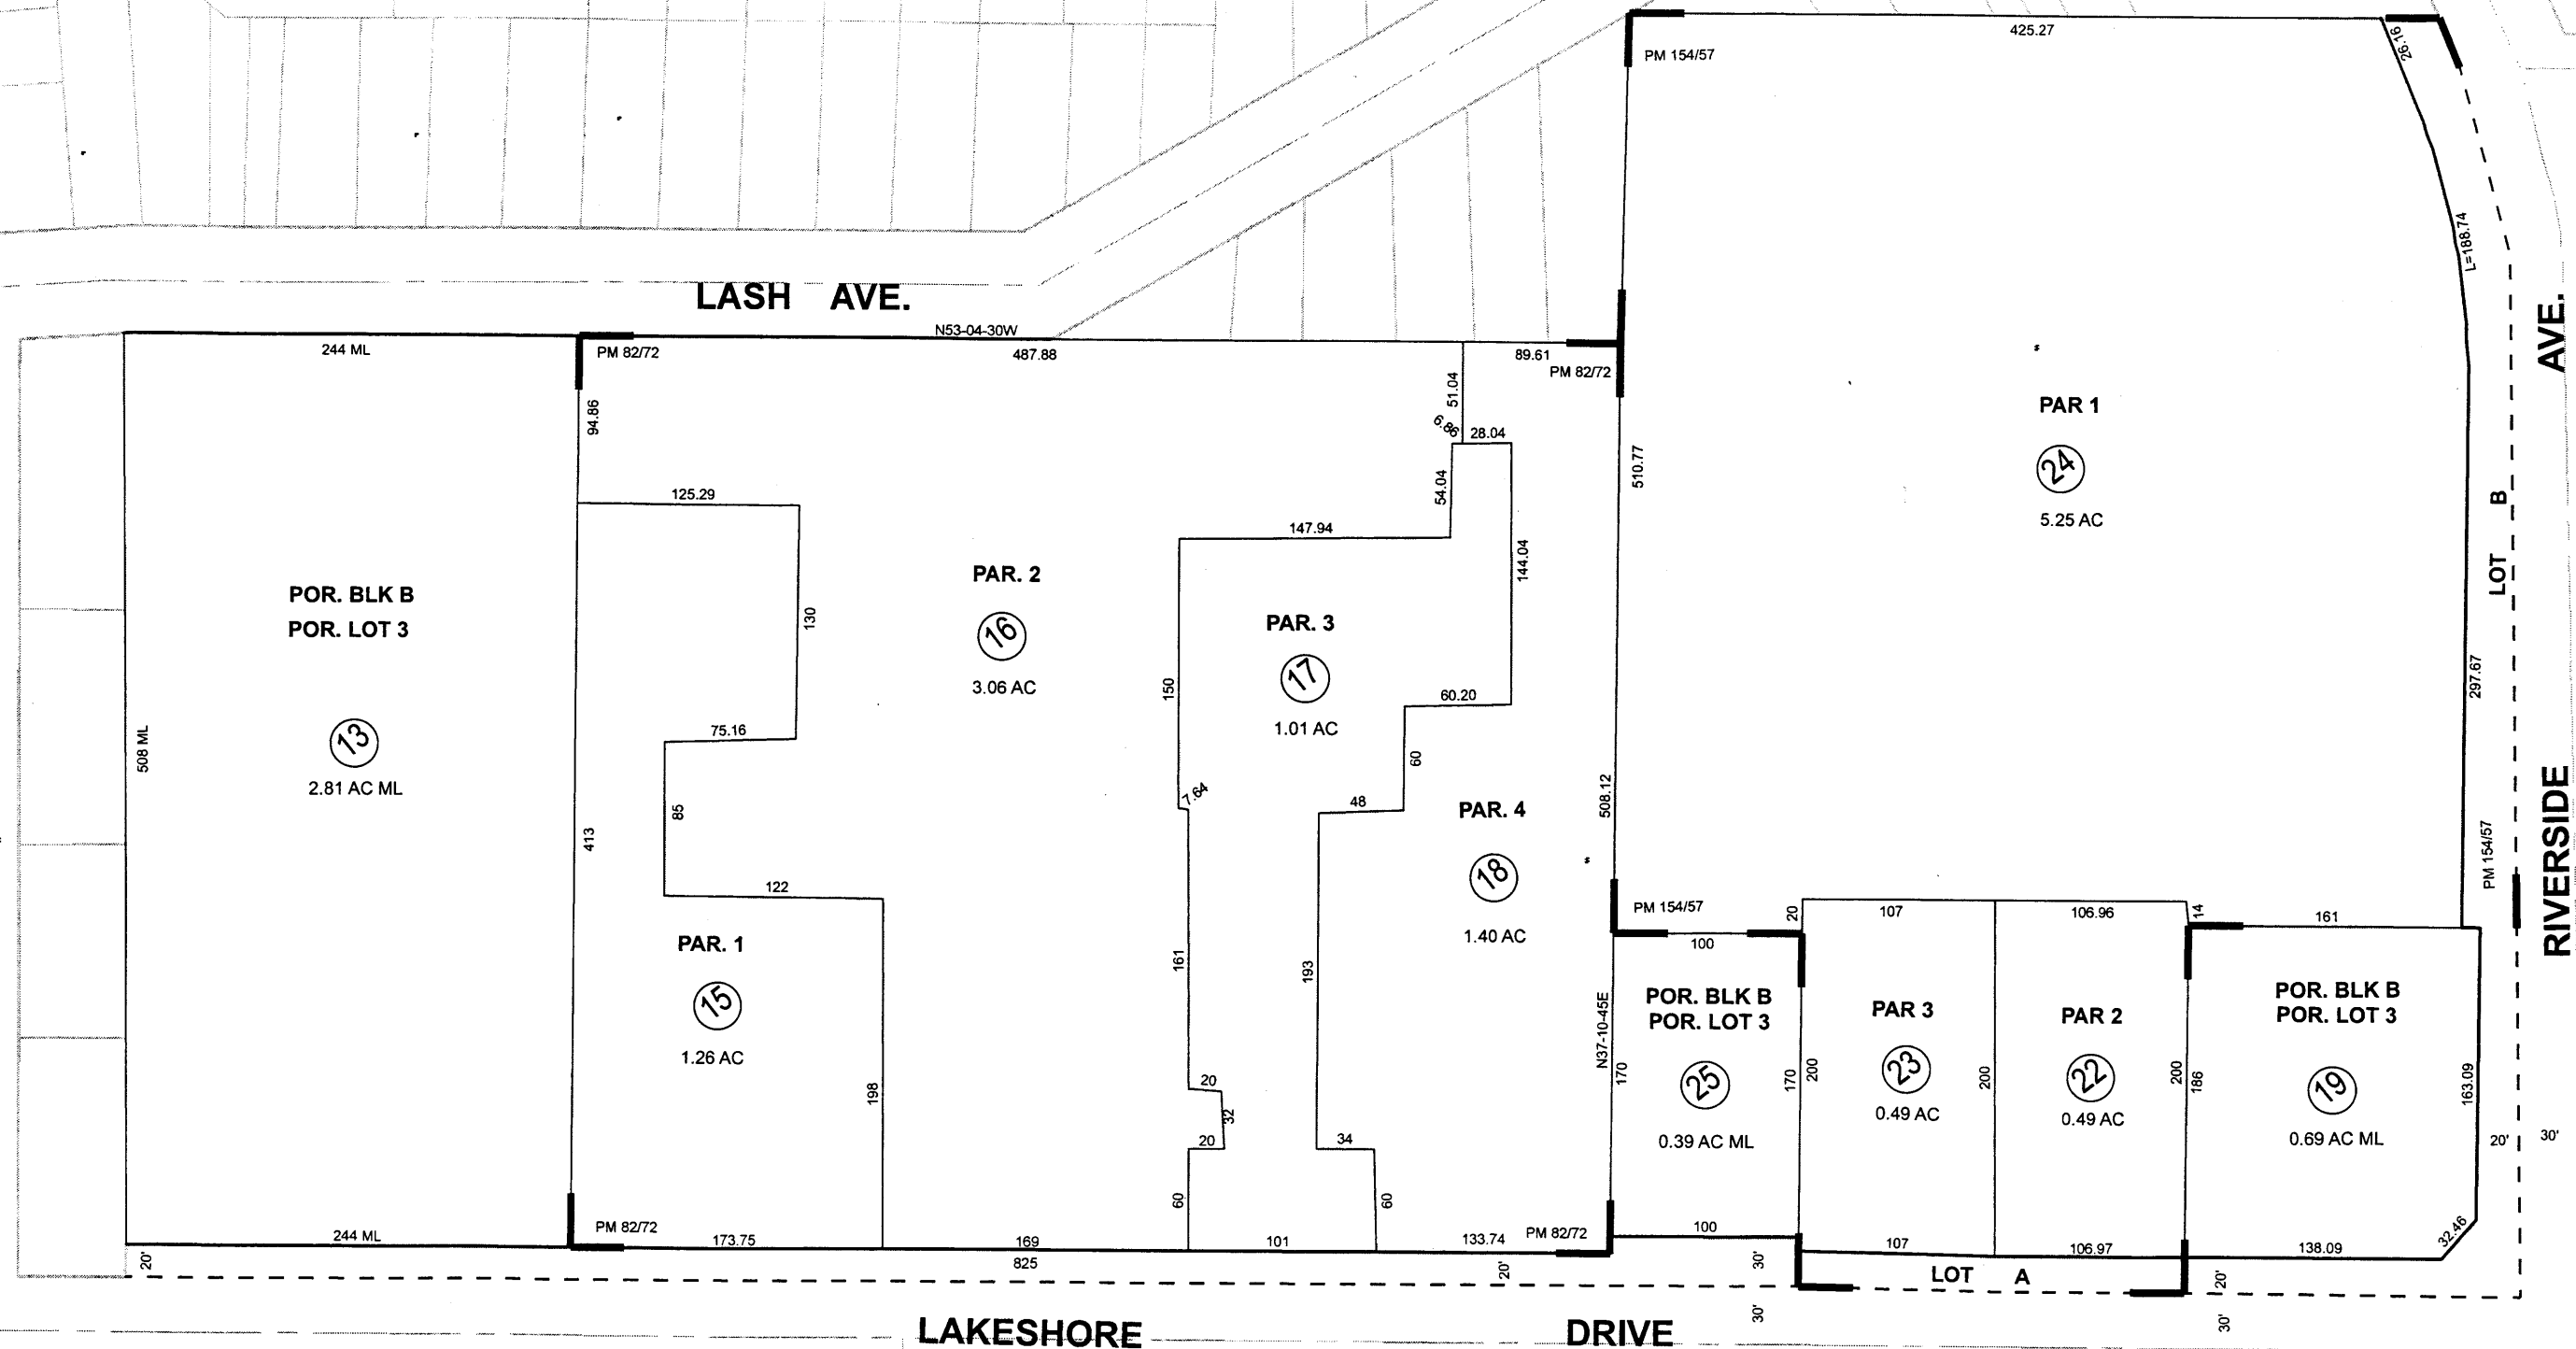 425.27
PM 154/57
26.16
L=188.74
LASH AVE.
N53-04-30W
244 ML
PM 82/72
487.88
89.61
PM 82/72
AVE.
94.86
51.04
6.86
28.04
PAR 1
24
5.25 AC
510.77
125.29
54.04
147.94
144.04
LOT B
POR. BLK B
POR. LOT 3
13
2.81 AC ML
508 ML
130
PAR. 2
16
3.06 AC
PAR. 3
17
1.01 AC
150
60.20
297.67
75.16
85
413
7.64
48
60
PAR. 4
18
1.40 AC
508.12
PM 154/57
RIVERSIDE
122
PAR. 1
15
1.26 AC
198
161
193
PM 154/57
100
20
107
106.96
14
161
N37-10-45E
170
POR. BLK B
POR. LOT 3
25
0.39 AC ML
170
200
PAR 3
23
0.49 AC
200
PAR 2
22
0.49 AC
200
186
POR. BLK B
POR. LOT 3
19
0.69 AC ML
163.09
20'
30'
20
32
20
34
60
60
244 ML
PM 82/72
173.75
169
101
133.74
PM 82/72
100
107
106.97
138.09
32.46
20'
825
20'
30'
LOT A
20'
30'
30'
LAKESHORE DRIVE